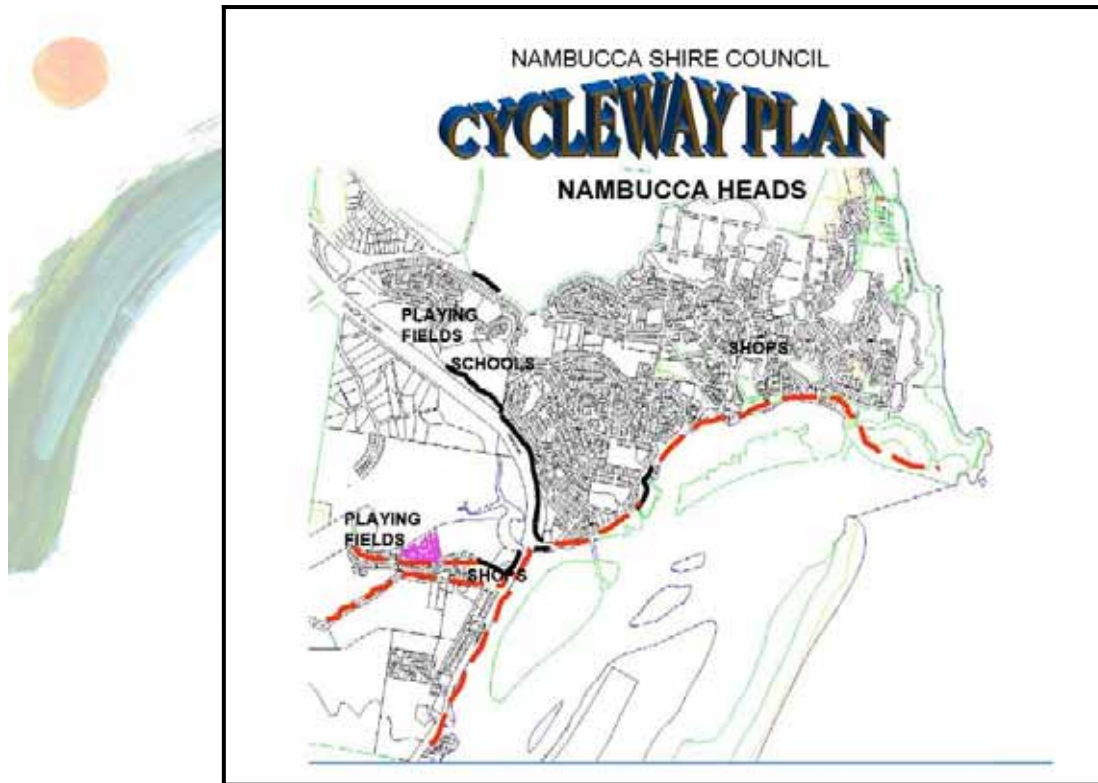 NAMBUCCA SHIRE COUNCIL
CYCLEWAY PLAN
NAMBUCCA HEADS
PLAYING
FIELDS
SCHOOLS
SHOPS
PLAYING
FIELDS
SHOPS